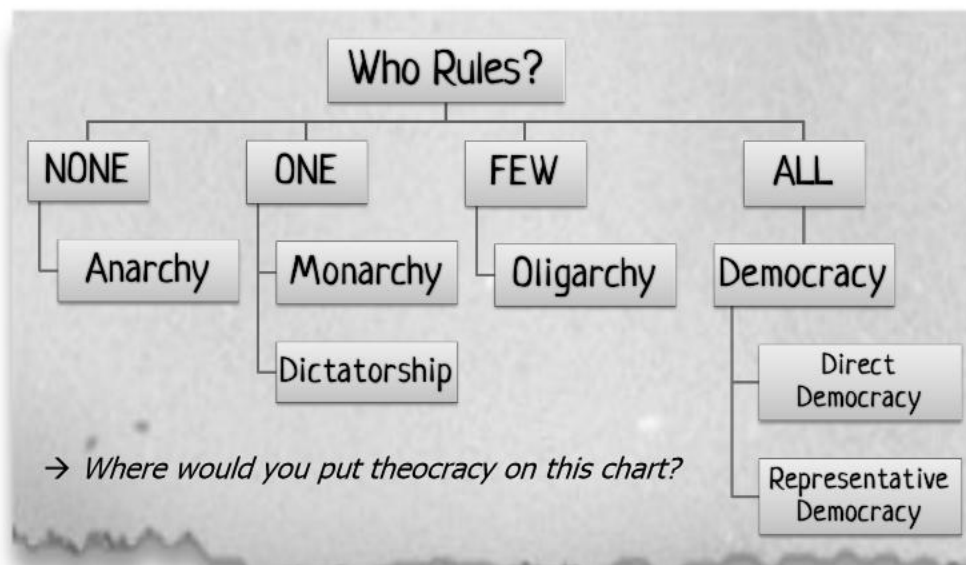 Who Rules?
NONE
ONE
FEW
ALL
Anarchy
Monarchy
Oligarchy
Democracy
Dictatorship
Direct
Democracy
→ Where would you put theocracy on this chart?
Representative
Democracy